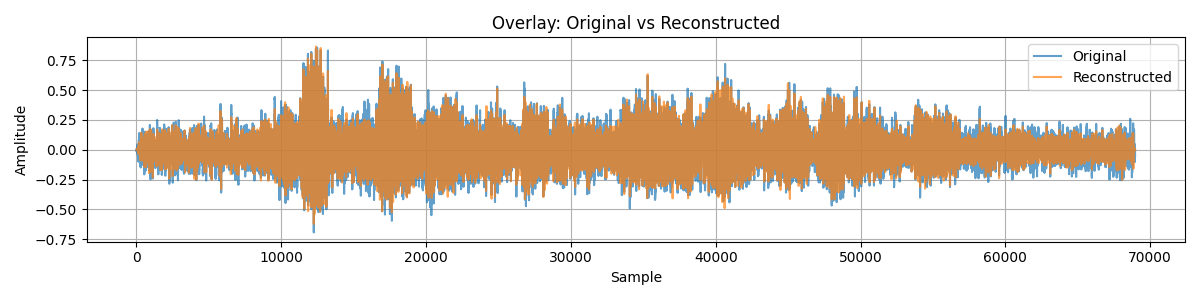 Overlay: Original vs Reconstructed
Original
Reconstructed
Amplitude
0.75
0.50
0.25
0.00
−0.25
−0.50
−0.75
0 10000 20000 30000 40000 50000 60000 70000
Sample